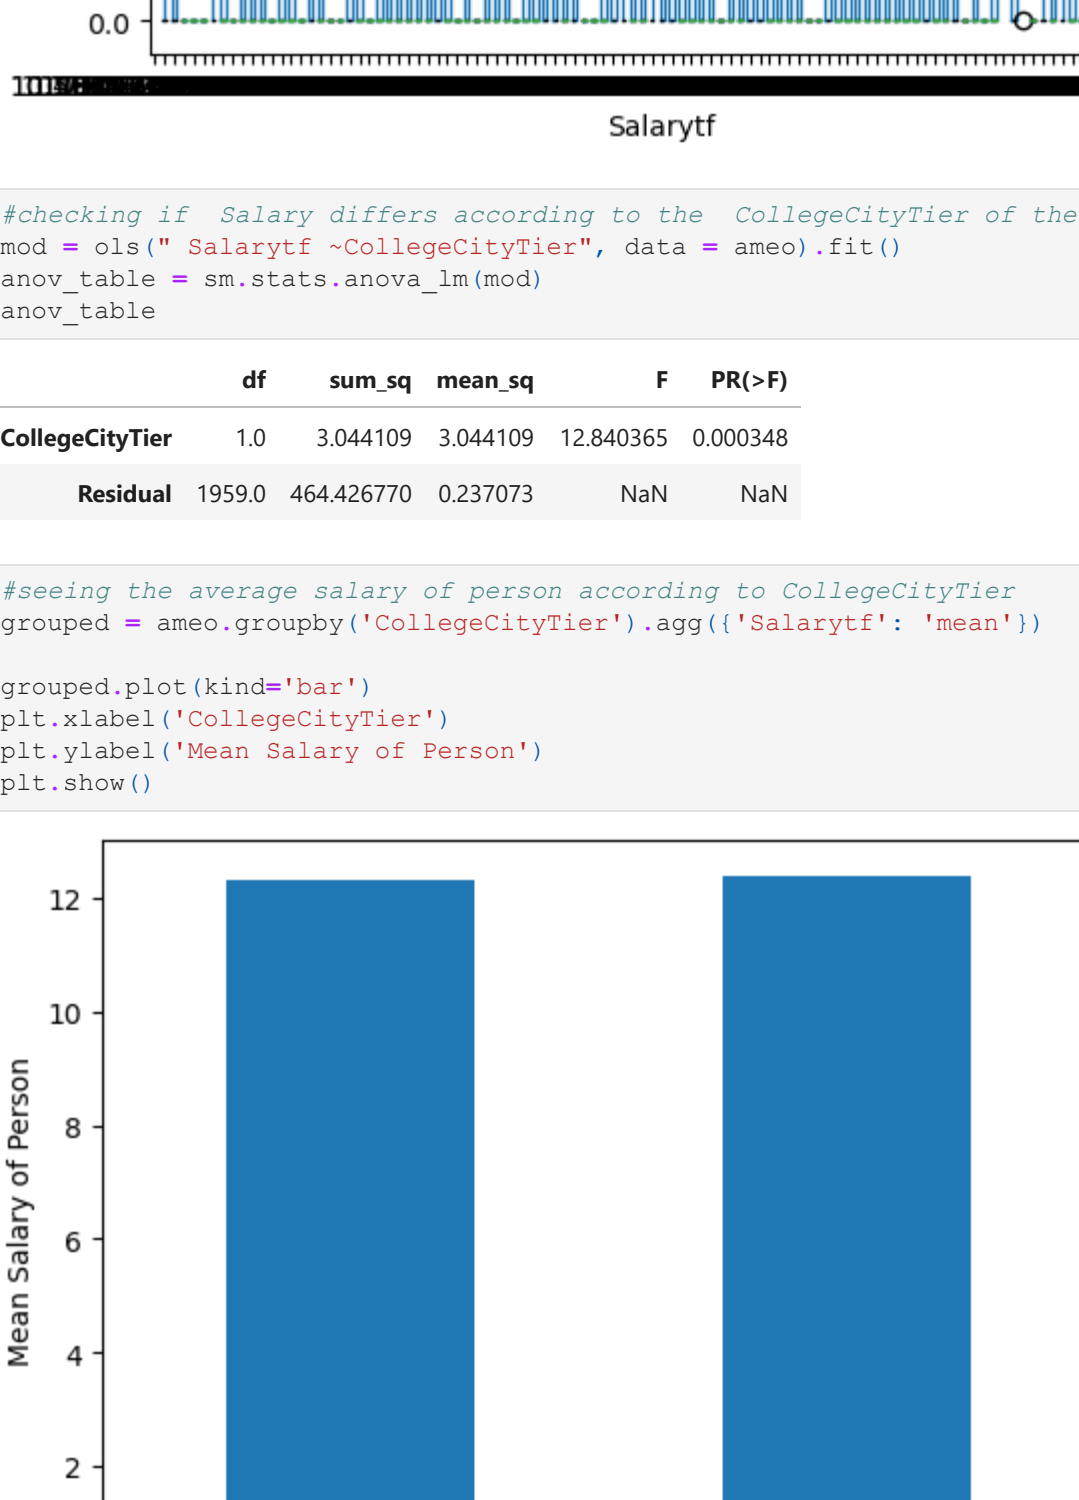 0.0
Salarytf
#checking if  Salary differs according to the  CollegeCityTier of the
mod = ols(" Salarytf ~CollegeCityTier", data = ameo).fit()
anov_table = sm.stats.anova_lm(mod)
anov_table
df sum_sq mean_sq F PR(>F)
CollegeCityTier 1.0 3.044109 3.044109 12.840365 0.000348
Residual 1959.0 464.426770 0.237073 NaN NaN
#seeing the average salary of person according to CollegeCityTier
grouped = ameo.groupby('CollegeCityTier').agg({'Salarytf': 'mean'})
grouped.plot(kind='bar')
plt.xlabel('CollegeCityTier')
plt.ylabel('Mean Salary of Person')
plt.show()
12
10
8
6
4
2
Mean Salary of Person